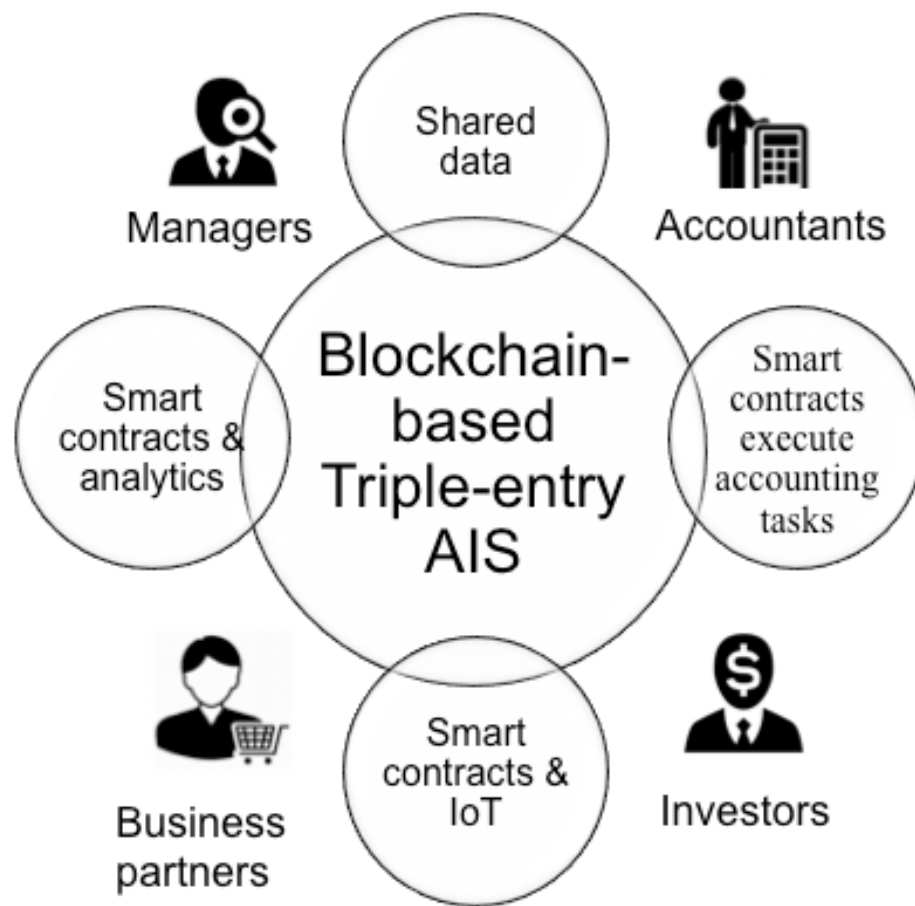 Shared
data
Managers
Accountants
Blockchain-
based
Triple-entry
AIS
Smart
contracts &
analytics
Smart
contracts
execute
accounting
tasks
Smart
contracts &
IoT
Business
partners
Investors
$